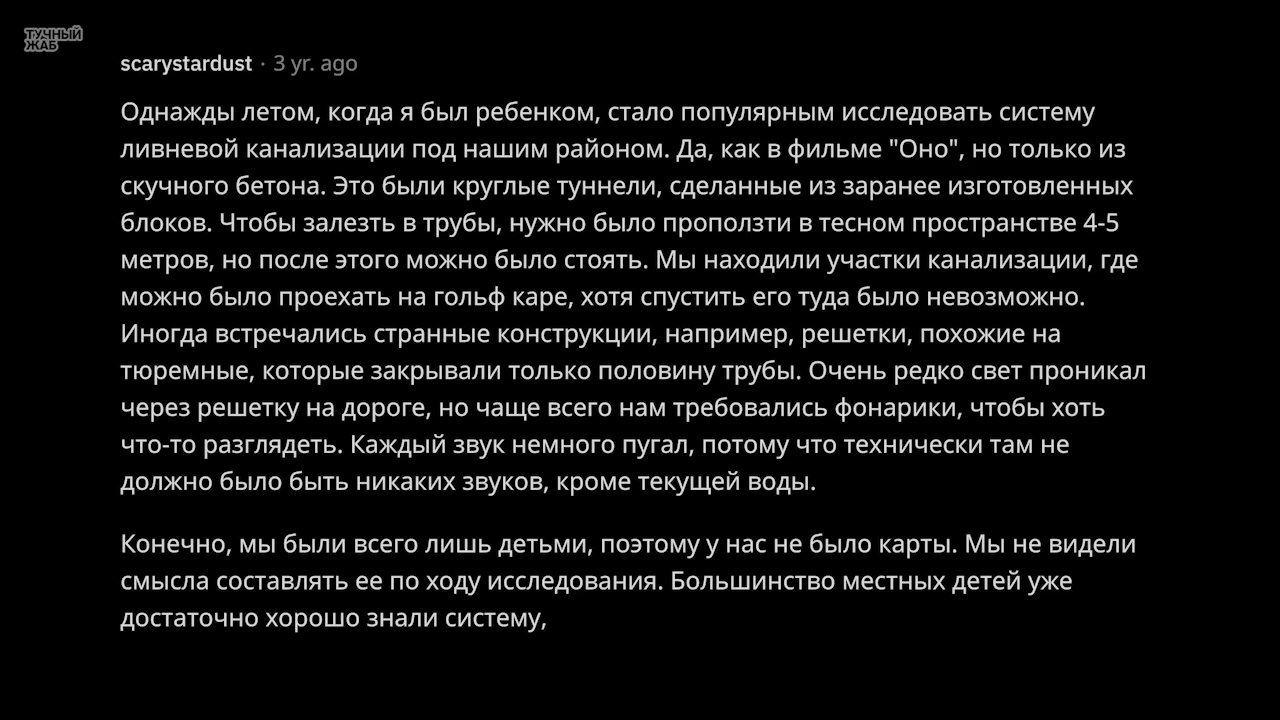 ТУЧНЫЙ
ЖАБ
scarystardust · 3 yr. ago
Однажды летом, когда я был ребенком, стало популярным исследовать систему
ливневой канализации под нашим районом. Да, как в фильме "Оно", но только из
скучного бетона. Это были круглые туннели, сделанные из заранее изготовленных
блоков. Чтобы залезть в трубы, нужно было проползти в тесном пространстве 4-5
метров, но после этого можно было стоять. Мы находили участки канализации, где
можно было проехать на гольф каре, хотя спустить его туда было невозможно.
Иногда встречались странные конструкции, например, решетки, похожие на
тюремные, которые закрывали только половину трубы. Очень редко свет проникал
через решетку на дороге, но чаще всего нам требовались фонарики, чтобы хоть
что-то разглядеть. Каждый звук немного пугал, потому что технически там не
должно было быть никаких звуков, кроме текущей воды.
Конечно, мы были всего лишь детьми, поэтому у нас не было карты. Мы не видели
смысла составлять ее по ходу исследования. Большинство местных детей уже
достаточно хорошо знали систему,